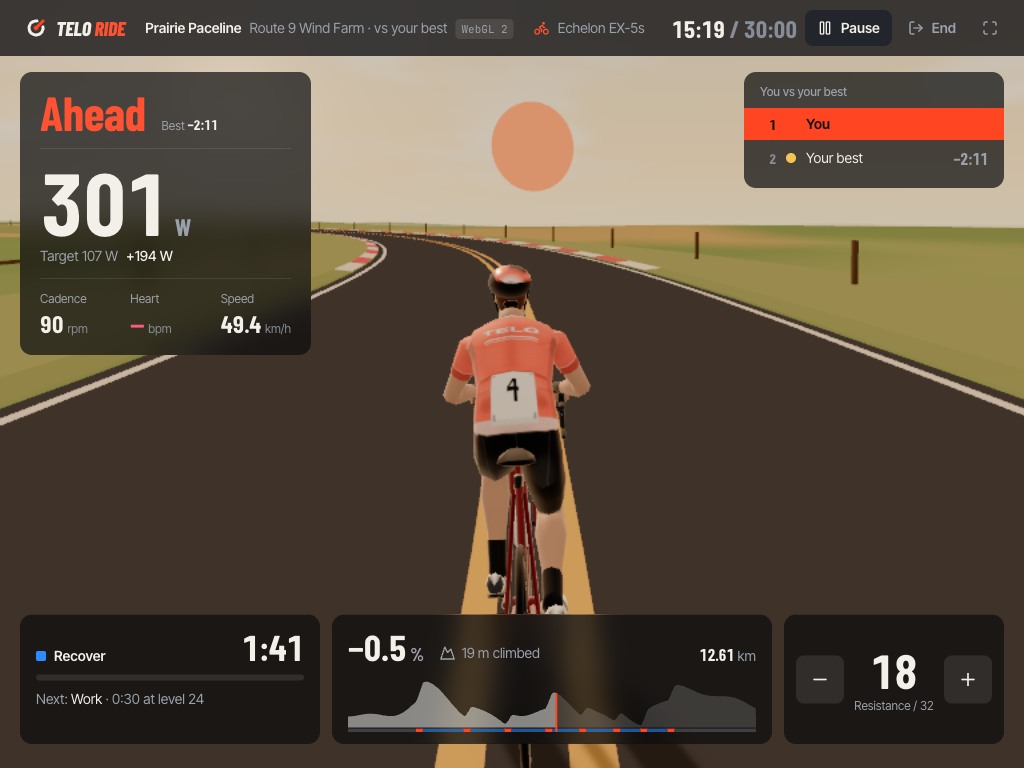 TELO RIDE Prairie Paceline Route 9 Wind Farm · vs your best WebGL 2 Echelon EX-5s 15:19 / 30:00 Pause End
Ahead Best −2:11
301 W
Target 107 W +194 W
Cadence Heart Speed
90 rpm — bpm 49.4 km/h
You vs your best
1 You
2 Your best −2:11
TELO
4
Recover 1:41
Next: Work · 0:30 at level 24
−0.5 % 19 m climbed 12.61 km
− 18 +
Resistance / 32